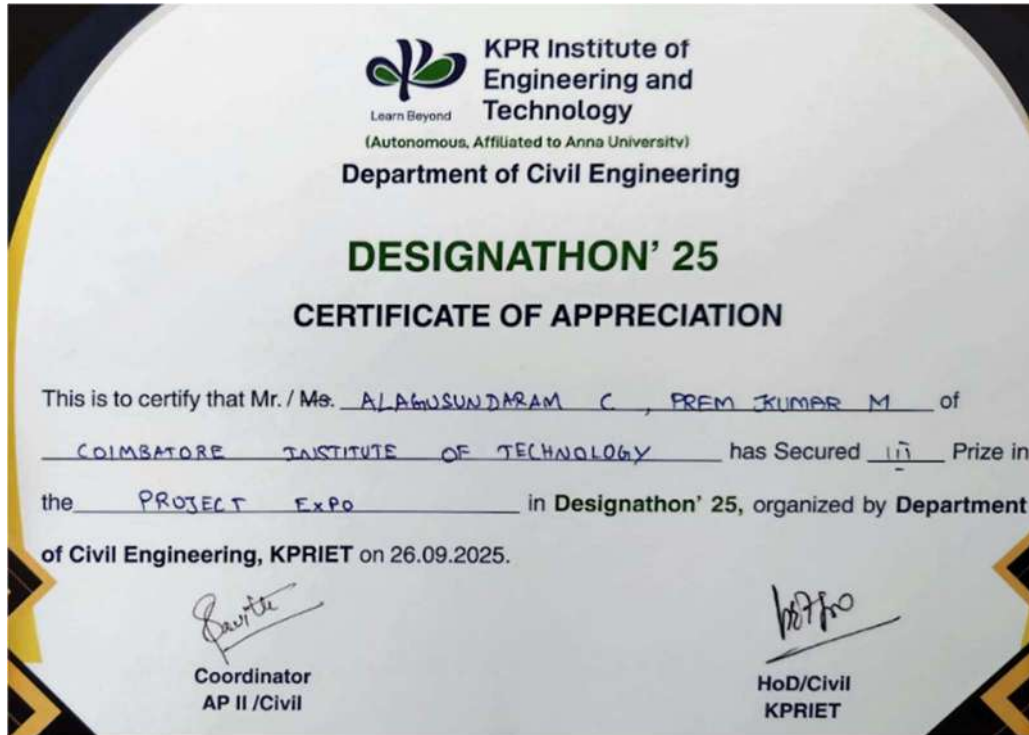 KPR Institute of
Engineering and
Technology
Learn Beyond
(Autonomous, Affiliated to Anna University)
Department of Civil Engineering
DESIGNATHON' 25
CERTIFICATE OF APPRECIATION
This is to certify that Mr. / Ms. ALAGUSUNDARAM C , PREM KUMAR M of
COIMBATORE INSTITUTE OF TECHNOLOGY has Secured iii Prize in
the PROJECT EXPO in Designathon' 25, organized by Department
of Civil Engineering, KPRIET on 26.09.2025.
Coordinator
AP II /Civil
HoD/Civil
KPRIET